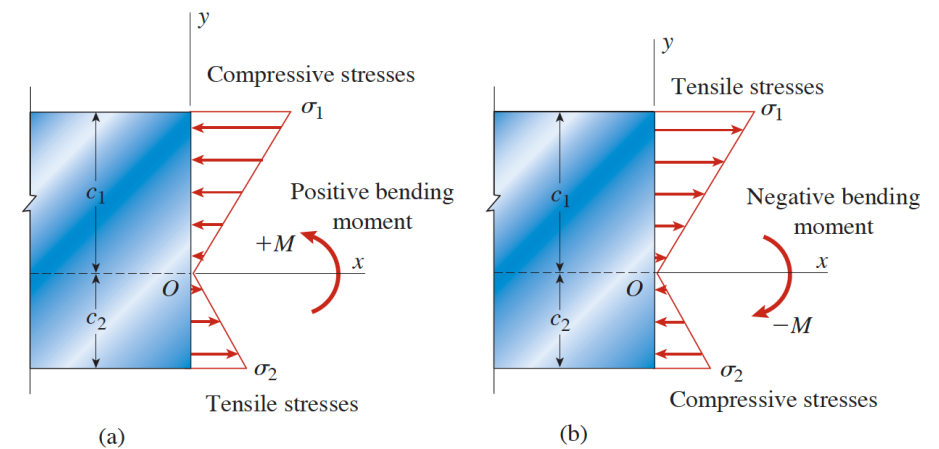 y
Compressive stresses
σ1
c1
Positive bending
moment
+M
x
O
c2
σ2
Tensile stresses
(a)
y
Tensile stresses
σ1
c1
Negative bending
moment
x
O
c2
−M
σ2
Compressive stresses
(b)